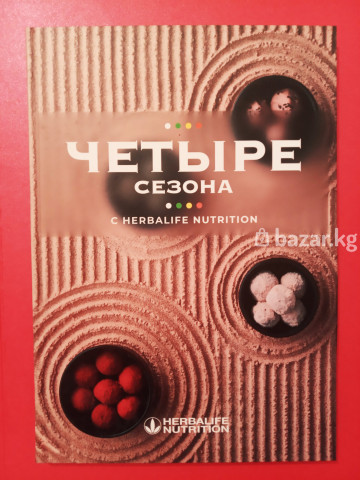 ЧЕТЫРЕ
СЕЗОНА
С HERBALIFE NUTRITION
bazar.kg
HERBALIFE
NUTRITION